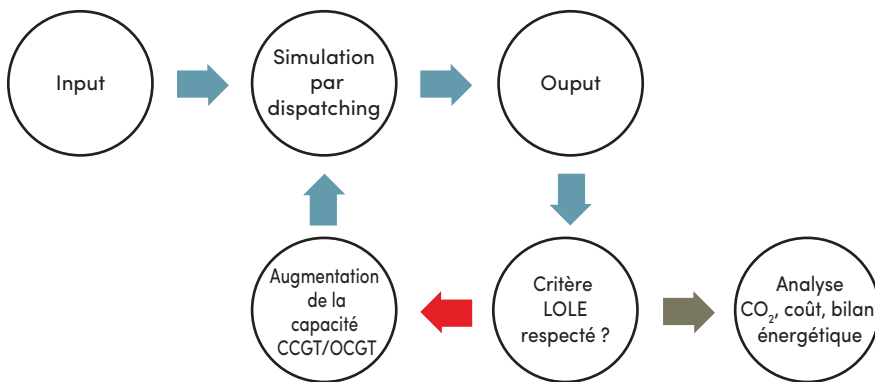 Input
Simulation
par
dispatching
Ouput
Augmentation
de la
capacité
CCGT/OCGT
Critère
LOLE
respecté ?
Analyse
CO₂, coût, bilan
énergétique